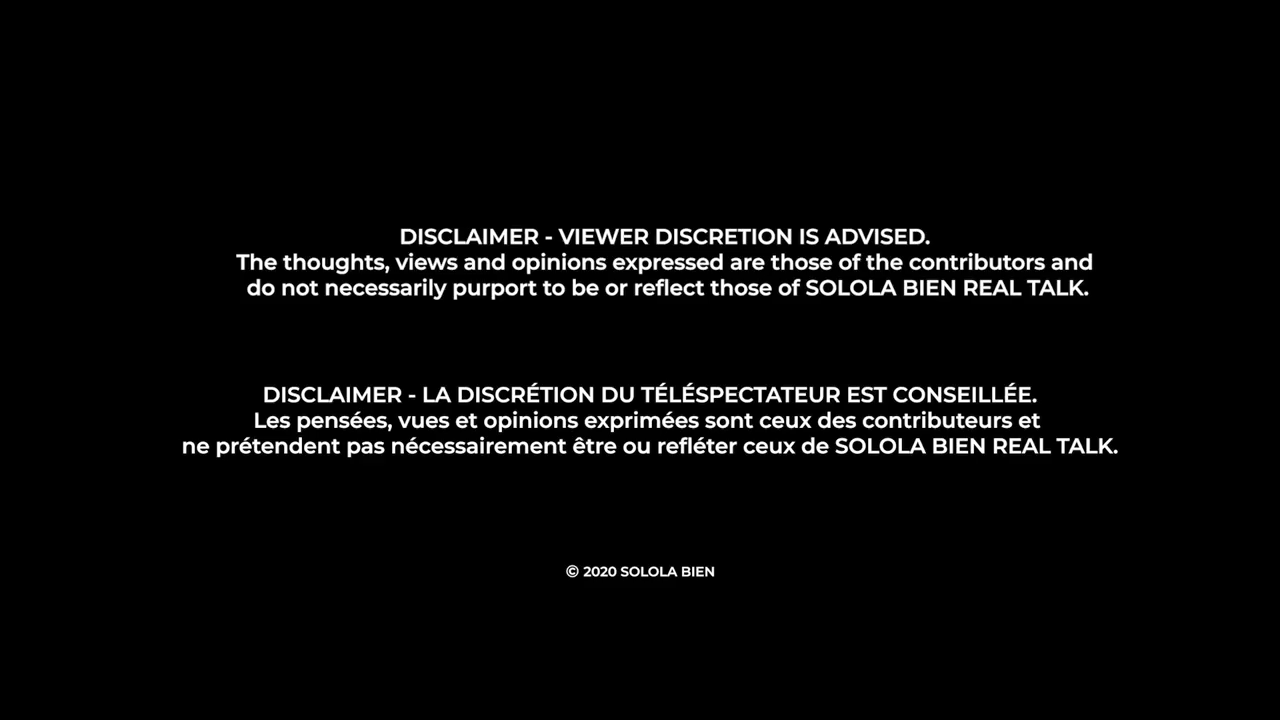 DISCLAIMER - VIEWER DISCRETION IS ADVISED.
The thoughts, views and opinions expressed are those of the contributors and
do not necessarily purport to be or reflect those of SOLOLA BIEN REAL TALK.
DISCLAIMER - LA DISCRÉTION DU TÉLÉSPECTATEUR EST CONSEILLÉE.
Les pensées, vues et opinions exprimées sont ceux des contributeurs et
ne prétendent pas nécessairement être ou refléter ceux de SOLOLA BIEN REAL TALK.
© 2020 SOLOLA BIEN